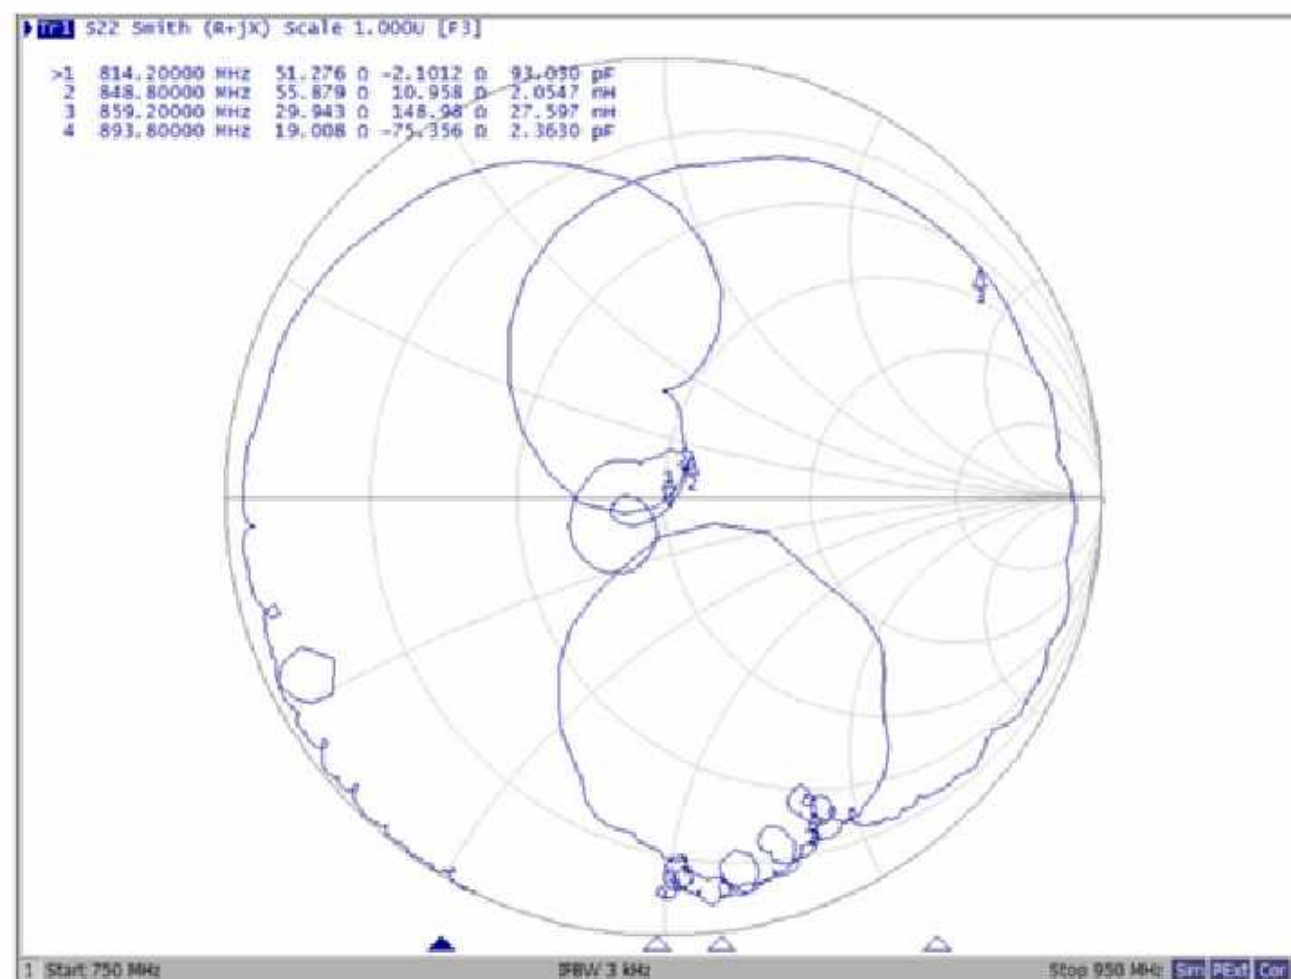 Tr1 S22 Smith (R+jX) Scale 1.000U [F3]
>1 814.20000 MHz 51.276 Ω -2.1012 Ω 93.030 pF
2 848.80000 MHz 55.879 Ω 10.958 Ω 2.0547 nH
3 859.20000 MHz 29.943 Ω 148.98 Ω 27.597 nH
4 893.80000 MHz 19.008 Ω -75.356 Ω 2.3630 pF
1 Start 750 MHz IFBW 3 kHz Stop 950 MHz Sim PExt Cor